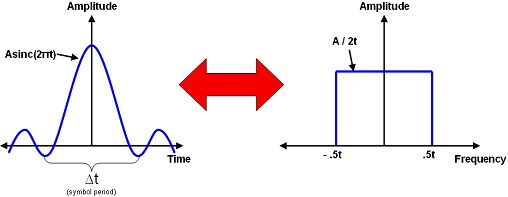 Amplitude
Asinc(2πt)
Time
Δt
(symbol period)
Amplitude
A / 2t
- .5t
.5t
Frequency